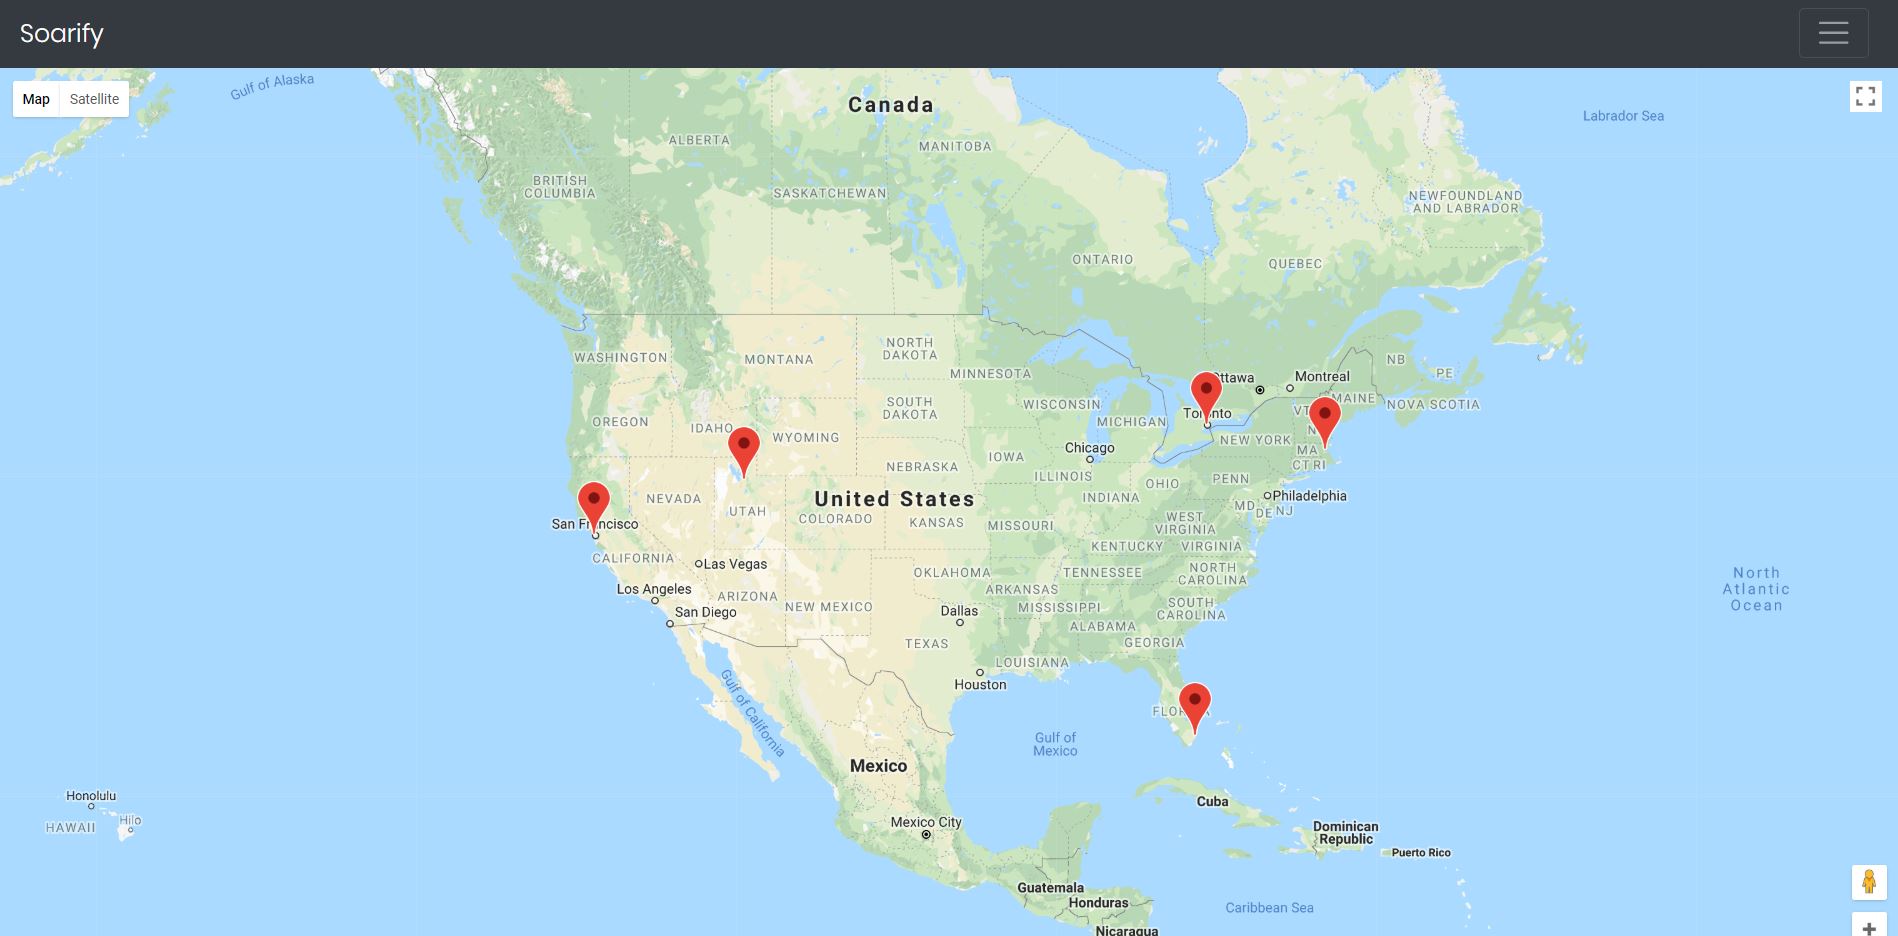 Soarify
Map
Satellite
Gulf of Alaska
Canada
Labrador Sea
ALBERTA
MANITOBA
BRITISH
COLUMBIA
SASKATCHEWAN
NEWFOUNDLAND
AND LABRADOR
ONTARIO
QUEBEC
WASHINGTON
MONTANA
NORTH
DAKOTA
MINNESOTA
NB
PE
Montreal
MAINE
NOVA SCOTIA
VT
OREGON
IDAHO
WYOMING
SOUTH
DAKOTA
WISCONSIN
MICHIGAN
NEW YORK
MA
CT RI
Chicago
IOWA
NEBRASKA
ILLINOIS
INDIANA
OHIO
PENN
Philadelphia
MD
DE
NJ
NEVADA
UTAH
United States
COLORADO
KANSAS
MISSOURI
WEST
VIRGINIA
KENTUCKY
VIRGINIA
CALIFORNIA
Las Vegas
OKLAHOMA
TENNESSEE
NORTH
CAROLINA
Los Angeles
ARIZONA
NEW MEXICO
ARKANSAS
MISSISSIPPI
SOUTH
CAROLINA
San Diego
Dallas
ALABAMA
TEXAS
GEORGIA
LOUISIANA
Houston
North
Atlantic
Ocean
Gulf of California
Gulf of
Mexico
Mexico
Cuba
Honolulu
HAWAII
Hilo
Mexico City
Dominican
Republic
Puerto Rico
Guatemala
Honduras
Caribbean Sea
Nicaragua